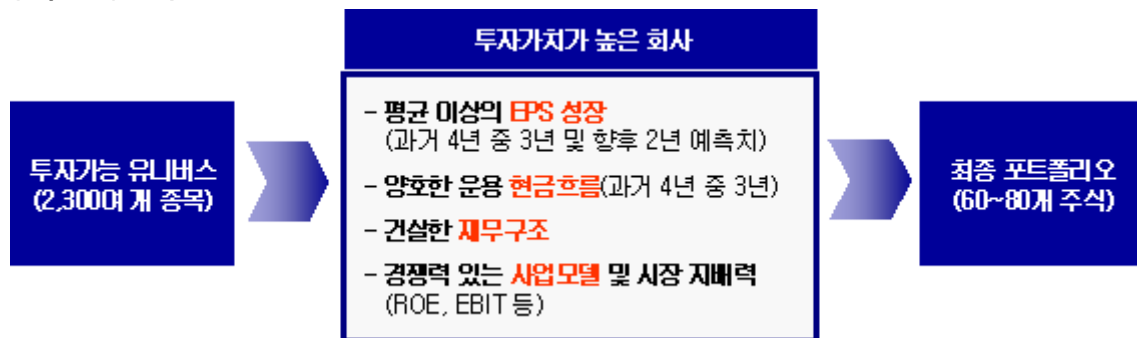 투자가치가 높은 회사
투자가능 유니버스
(2,300여 개 종목)
– 평균 이상의 EPS 성장
(과거 4년 중 3년 및 향후 2년 예측치)
– 양호한 운용 현금흐름(과거 4년 중 3년)
– 건실한 재무구조
– 경쟁력 있는 사업모델 및 시장 지배력
(ROE, EBIT 등)
최종 포트폴리오
(60~80개 주식)